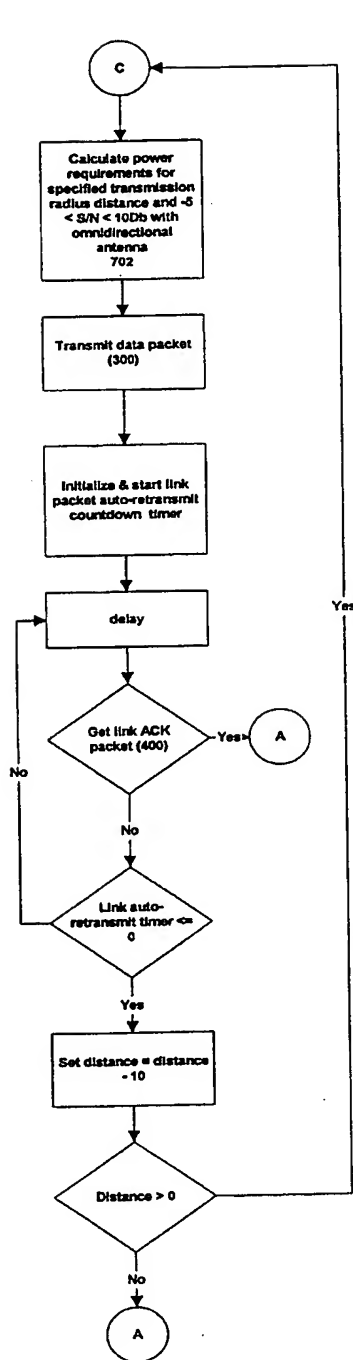 C
Calculate power
requirements for
specified transmission
radius distance and -5
< S/N < 10Db with
omnidirectional
antenna
702
Transmit data packet
(300)
Initialize & start link
packet auto-retransmit
countdown timer
delay
Yes
Get link ACK
packet (400)
Yes
A
No
No
Link auto-
retransmit timer <=
0
Yes
Set distance = distance
- 10
Distance > 0
No
A